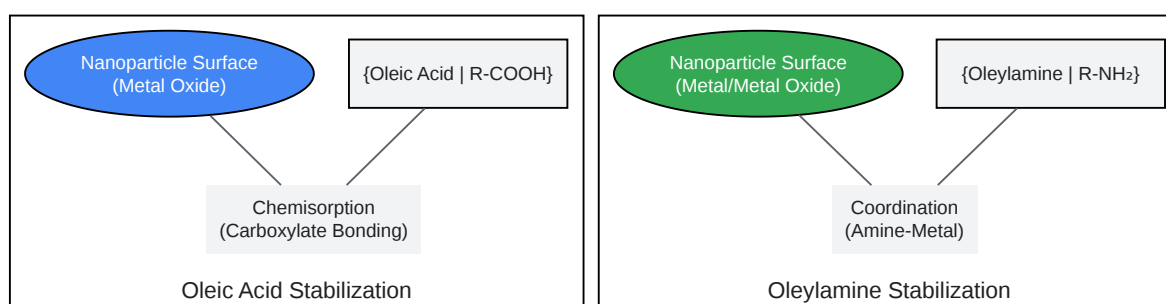 Nanoparticle Surface
(Metal Oxide)
{Oleic Acid | R-COOH}
Chemisorption
(Carboxylate Bonding)
Oleic Acid Stabilization
Nanoparticle Surface
(Metal/Metal Oxide)
{Oleylamine | R-NH₂}
Coordination
(Amine-Metal)
Oleylamine Stabilization